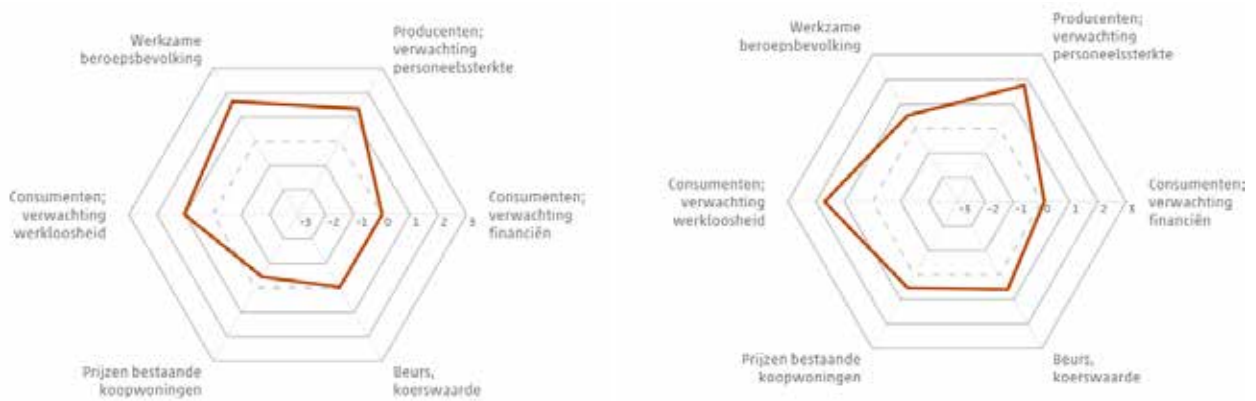 Werkzame
beroepsbevolking
Producenten;
verwachting
personeelssterkte
Consumenten;
verwachting
werkloosheid
-3 -2 -1 0 1 2 3
Consumenten;
verwachting
financiën
Prijzen bestaande
koopwoningen
Beurs,
koerswaarde
Werkzame
beroepsbevolking
Producenten;
verwachting
personeelssterkte
Consumenten;
verwachting
werkloosheid
-3 -2 -1 0 1 2 3
Consumenten;
verwachting
financiën
Prijzen bestaande
koopwoningen
Beurs,
koerswaarde